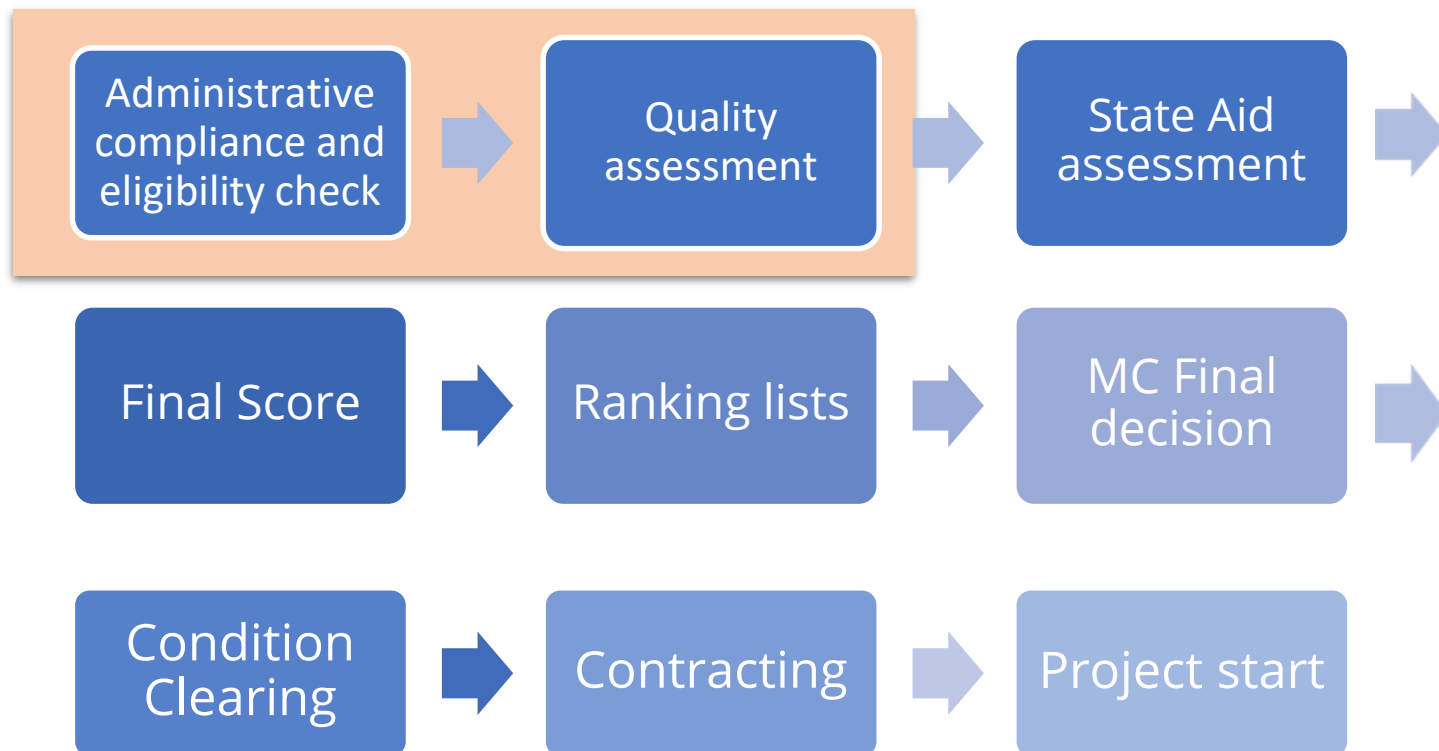 Administrative
compliance and
eligibility check
Quality
assessment
State Aid
assessment
Final Score
Ranking lists
MC Final
decision
Condition
Clearing
Contracting
Project start